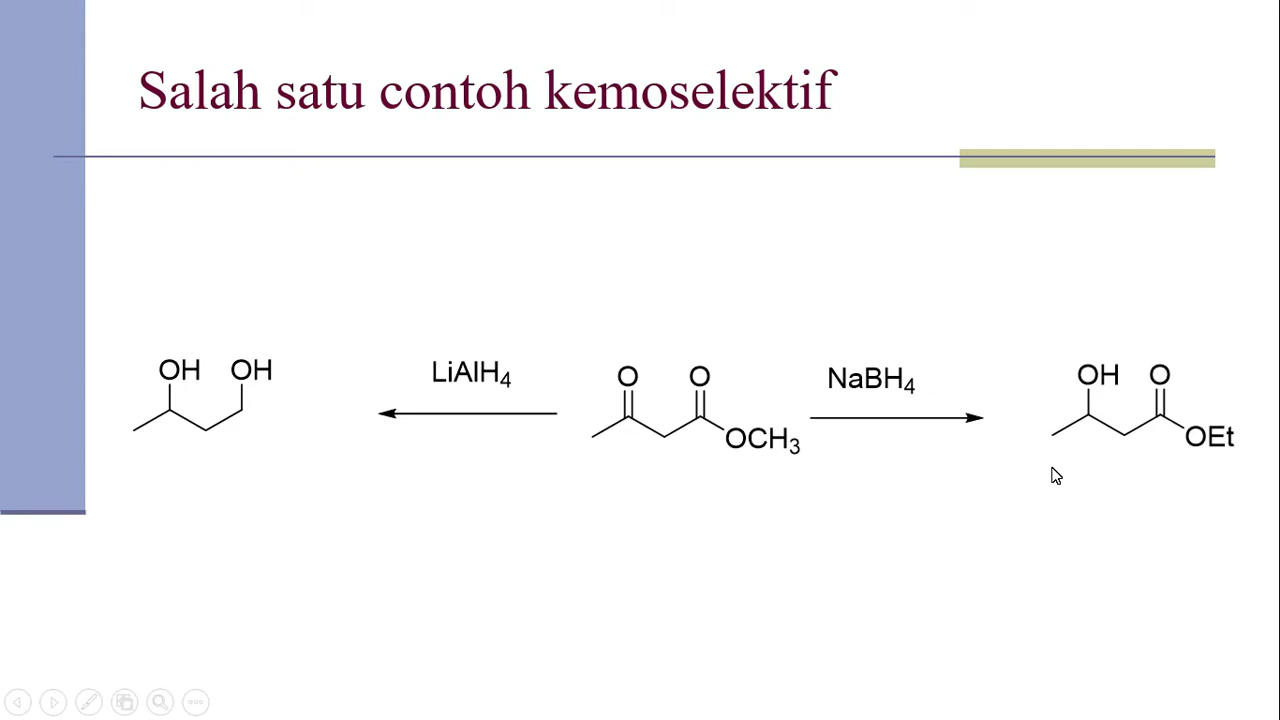 Salah satu contoh kemoselektif
OH OH
LiAlH4
O O
OCH3
NaBH4
OH O
OEt